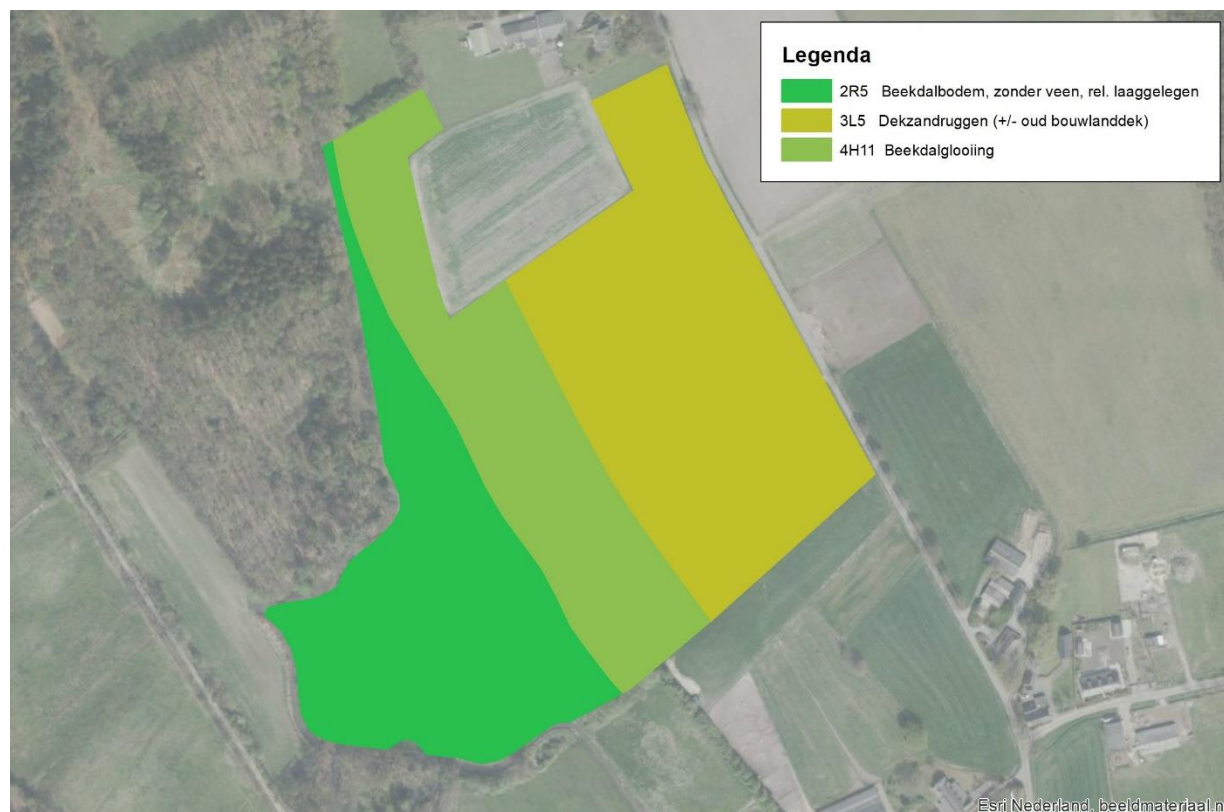 Legenda
2R5 Beekdalbodem, zonder veen, rel. laaggelegen
3L5 Dekzandruggen (+/- oud bouwlanddek)
4H11 Beekdalglooiing
Esri Nederland, beeldmateriaal.n